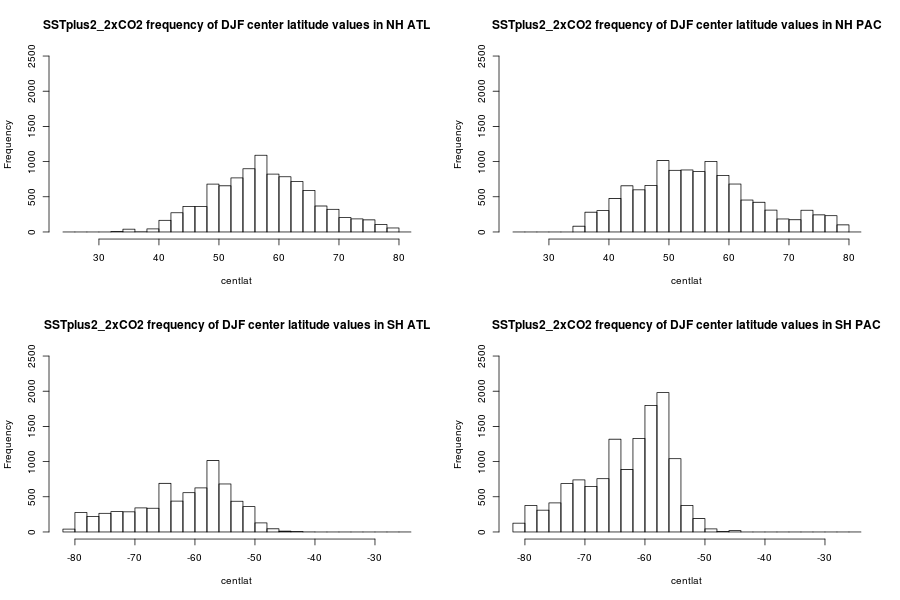 SSTplus2_2xCO2 frequency of DJF center latitude values in NH ATL
Frequency
0 500 1000 1500 2000 2500
30 40 50 60 70 80
centlat
SSTplus2_2xCO2 frequency of DJF center latitude values in NH PAC
Frequency
0 500 1000 1500 2000 2500
30 40 50 60 70 80
centlat
SSTplus2_2xCO2 frequency of DJF center latitude values in SH ATL
Frequency
0 500 1000 1500 2000 2500
-80 -70 -60 -50 -40 -30
centlat
SSTplus2_2xCO2 frequency of DJF center latitude values in SH PAC
Frequency
0 500 1000 1500 2000 2500
-80 -70 -60 -50 -40 -30
centlat